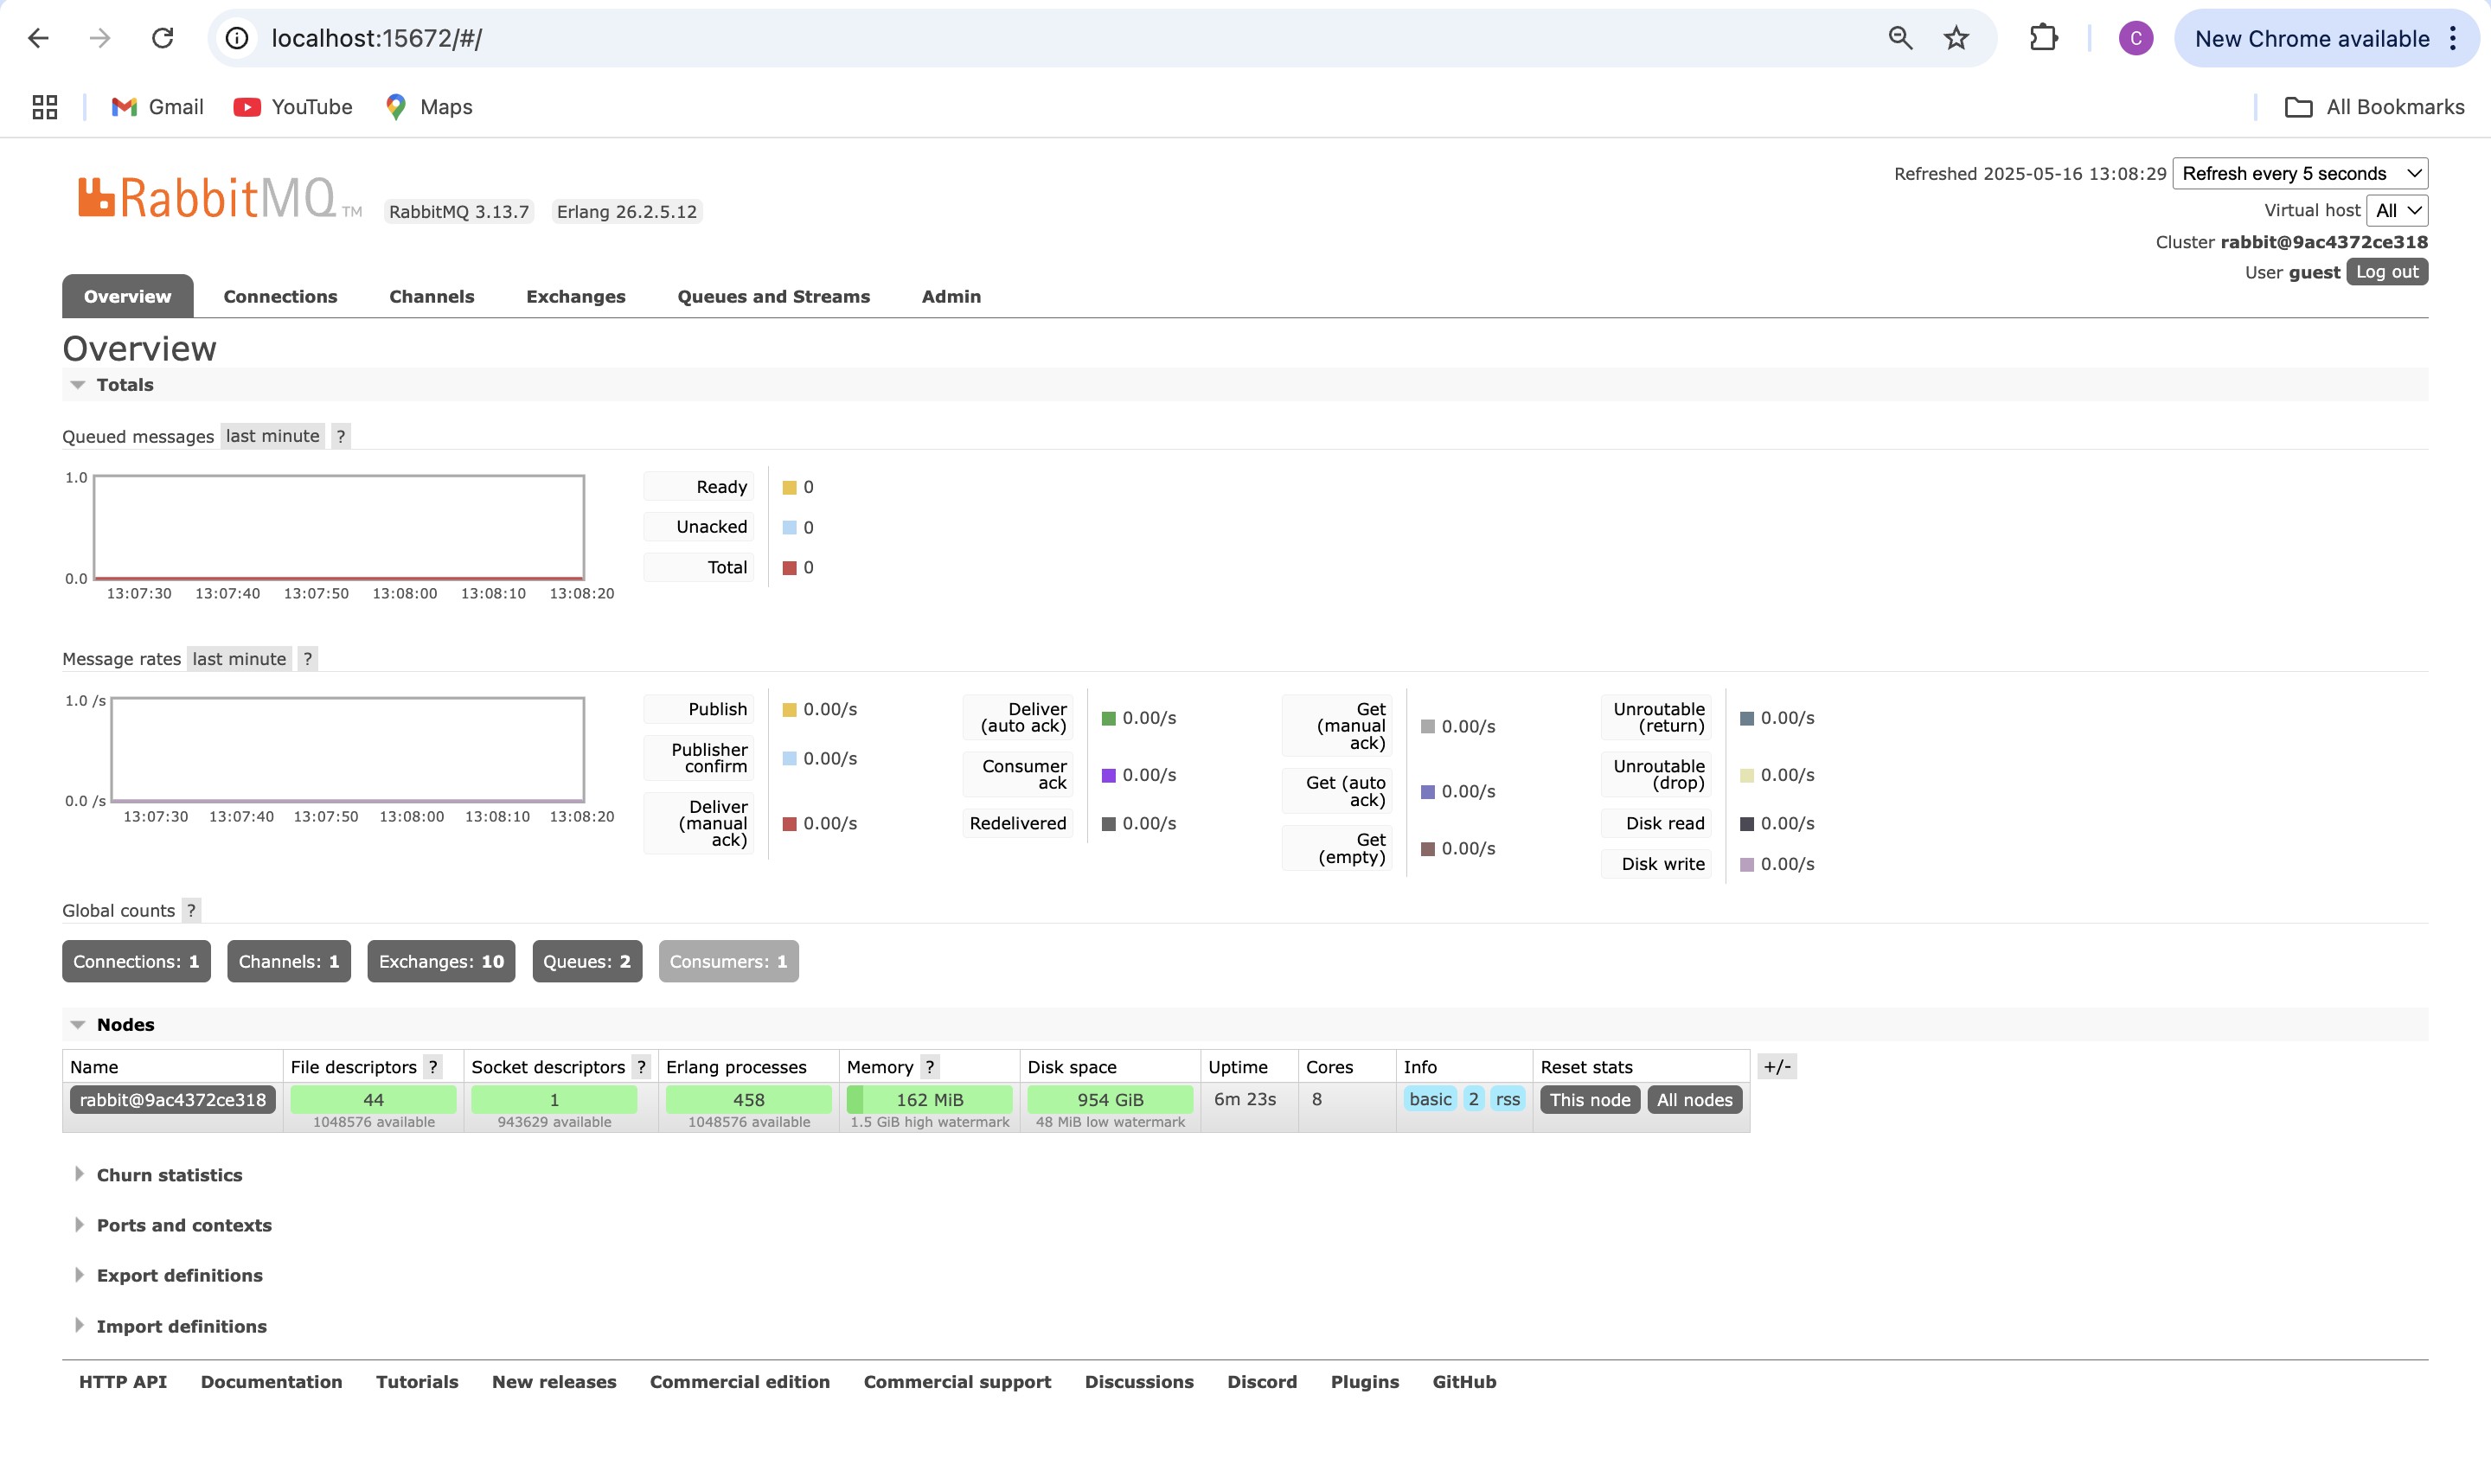 localhost:15672/#/
C
New Chrome available
Gmail
YouTube
Maps
All Bookmarks
RabbitMQ TM
RabbitMQ 3.13.7
Erlang 26.2.5.12
Refreshed 2025-05-16 13:08:29 Refresh every 5 seconds
Virtual host All
Cluster rabbit@9ac4372ce318
User guest Log out
Overview Connections Channels Exchanges Queues and Streams Admin
Overview
Totals
Queued messages last minute ?
1.0
0.0
13:07:30 13:07:40 13:07:50 13:08:00 13:08:10 13:08:20
Ready 0
Unacked 0
Total 0
Message rates last minute ?
1.0 /s
0.0 /s
13:07:30 13:07:40 13:07:50 13:08:00 13:08:10 13:08:20
Publish 0.00/s
Publisher
confirm 0.00/s
Deliver
(manual 0.00/s
ack)
Deliver
(auto ack) 0.00/s
Consumer
ack 0.00/s
Redelivered 0.00/s
Get
(manual 0.00/s
ack)
Get (auto
ack) 0.00/s
Get
(empty) 0.00/s
Unroutable
(return) 0.00/s
Unroutable
(drop) 0.00/s
Disk read 0.00/s
Disk write 0.00/s
Global counts ?
Connections: 1 Channels: 1 Exchanges: 10 Queues: 2 Consumers: 1
Nodes
Name File descriptors ? Socket descriptors ? Erlang processes Memory ? Disk space Uptime Cores Info Reset stats +/-
rabbit@9ac4372ce318 44 1 458 162 MiB 954 GiB 6m 23s 8 basic 2 rss This node All nodes
1048576 available 943629 available 1048576 available 1.5 GiB high watermark 48 MiB low watermark
Churn statistics
Ports and contexts
Export definitions
Import definitions
HTTP API Documentation Tutorials New releases Commercial edition Commercial support Discussions Discord Plugins GitHub